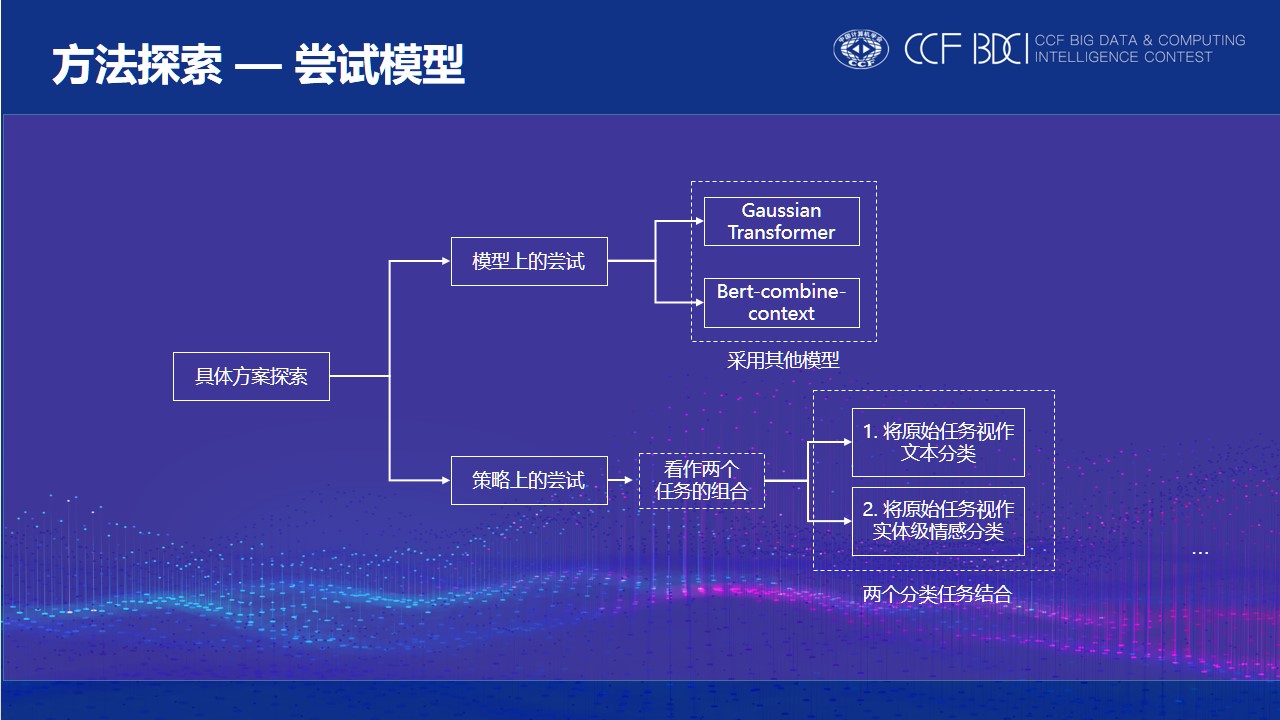 方法探索 — 尝试模型
中国计算机学会
CCF
CCF BDCI
CCF BIG DATA & COMPUTING
INTELLIGENCE CONTEST
Gaussian
Transformer
模型上的尝试
Bert-combine-
context
采用其他模型
具体方案探索
1. 将原始任务视作
文本分类
策略上的尝试
看作两个
任务的组合
2. 将原始任务视作
实体级情感分类
...
两个分类任务结合